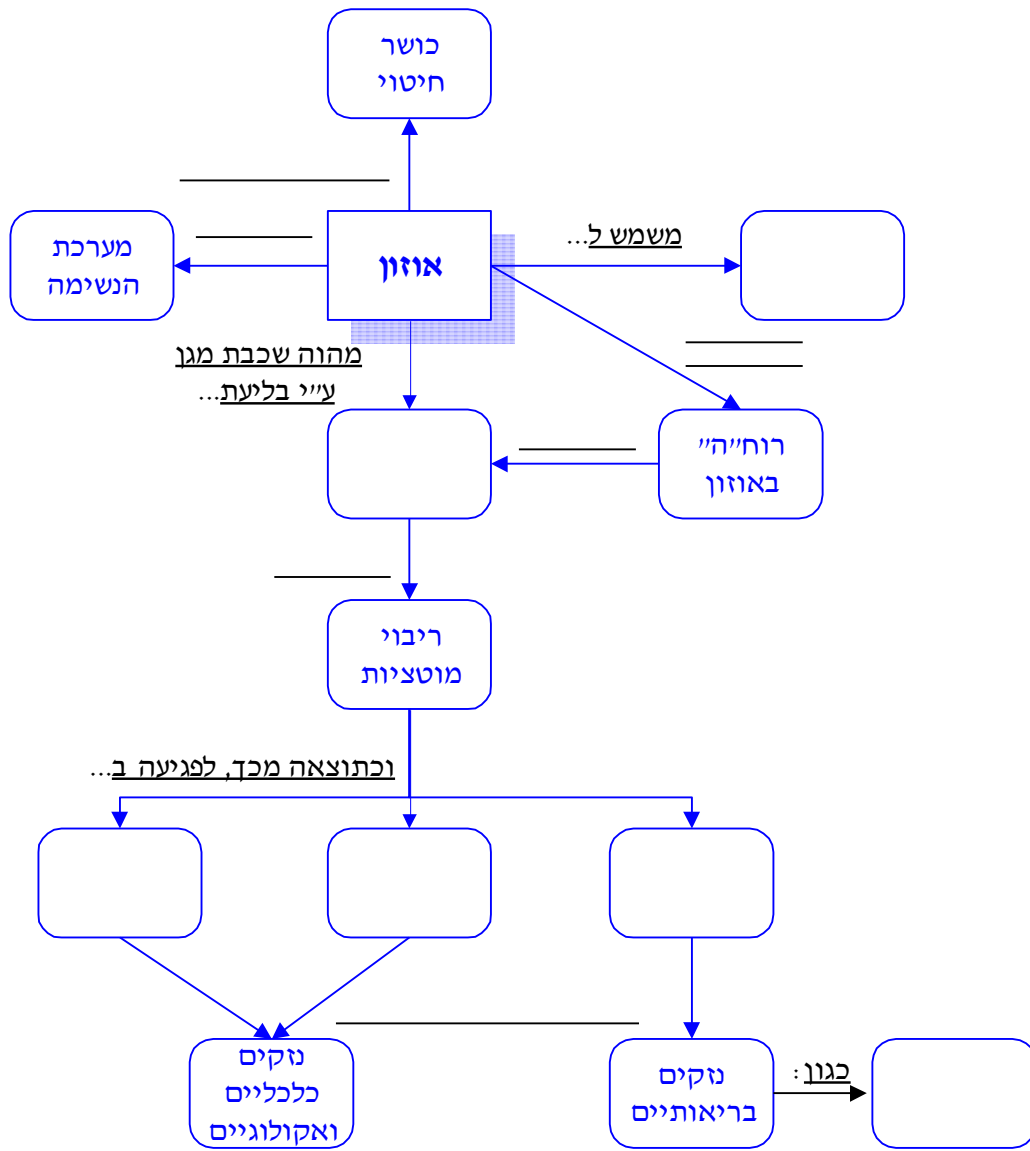 כושר
חיטוי
מערכת
הנשימה
אוזון
משמש ל...
מהוה שכבת מגן
ע״י בליעת...
רוח״ה״
באוזון
ריבוי
מוטציות
וכתוצאה מכך, לפגיעה ב...
נזקים
כלכליים
ואקולוגיים
נזקים
בריאותיים
כגון: